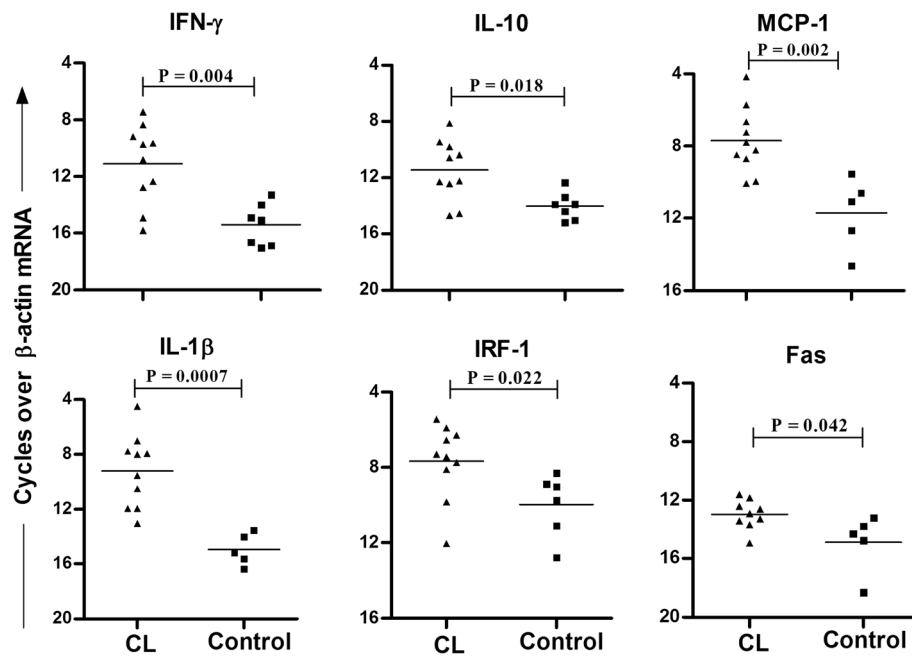 IFN-γ
IL-10
MCP-1
P = 0.004
P = 0.018
P = 0.002
4
8
12
16
20
4
8
12
16
20
4
8
12
16
Cycles over β-actin mRNA
IL-1β
IRF-1
Fas
P = 0.0007
P = 0.022
P = 0.042
4
8
12
16
20
4
8
12
16
4
8
12
16
20
CL Control
CL Control
CL Control